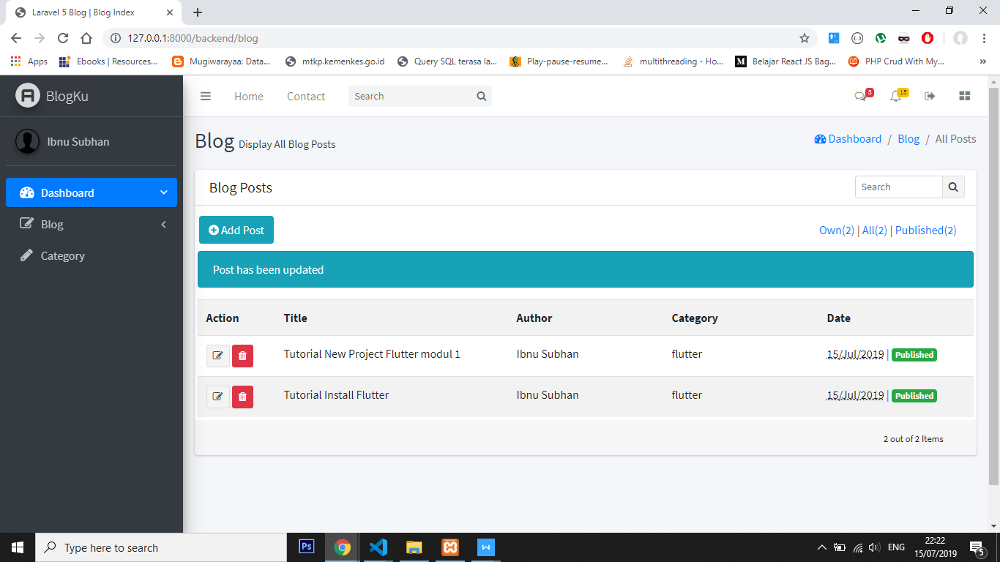 Laravel 5 Blog | Blog Index
127.0.0.1:8000/backend/blog
Apps
Ebooks | Resources...
Mugiwarayaa: Data...
mtkp.kemenkes.go.id
Query SQL terasa la...
Play-pause-resume...
multithreading - Ho...
Belajar React JS Bag...
PHP Crud With My...
BlogKu
Home
Contact
Search
3
15
Ibnu Subhan
Dashboard
Blog
Category
Blog Display All Blog Posts
Dashboard / Blog / All Posts
Blog Posts
Search
Add Post
Own(2) | All(2) | Published(2)
Post has been updated
Action Title Author Category Date
Tutorial New Project Flutter modul 1 Ibnu Subhan flutter 15/Jul/2019 | Published
Tutorial Install Flutter Ibnu Subhan flutter 15/Jul/2019 | Published
2 out of 2 Items
Type here to search
Ps
ENG
22:22
15/07/2019
5